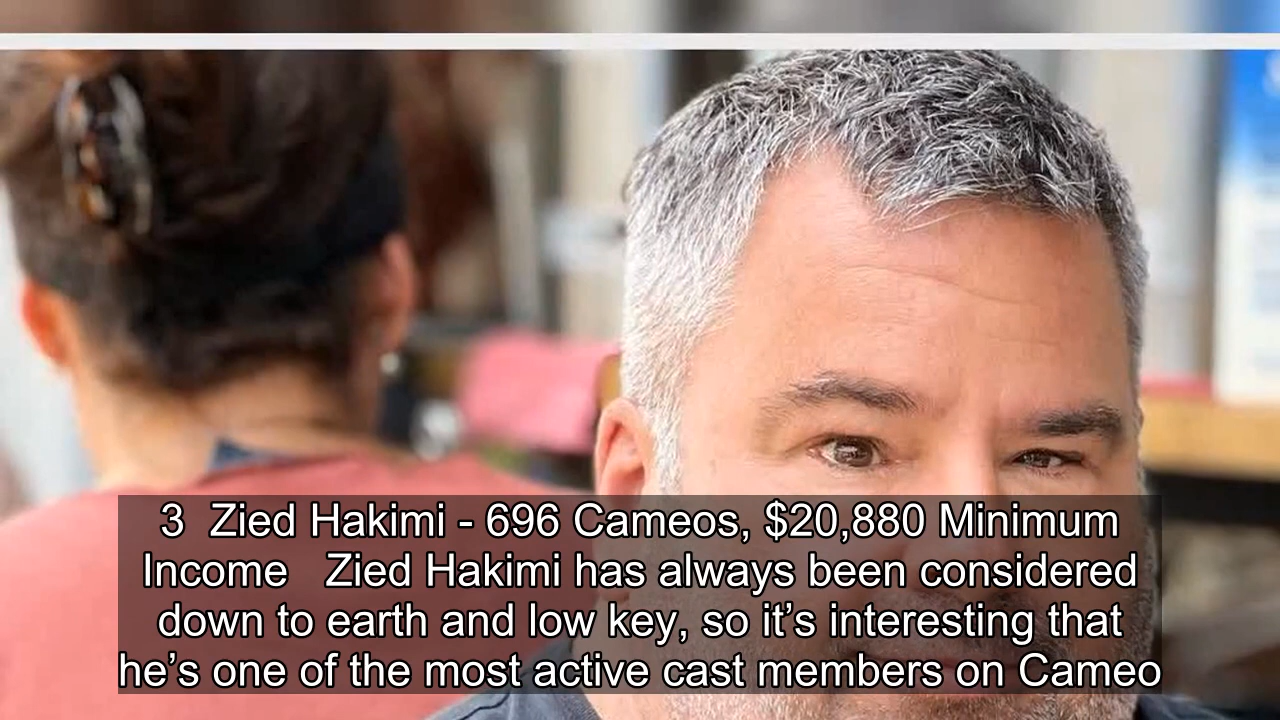 3  Zied Hakimi - 696 Cameos, $20,880 Minimum
Income   Zied Hakimi has always been considered
down to earth and low key, so it’s interesting that
he’s one of the most active cast members on Cameo